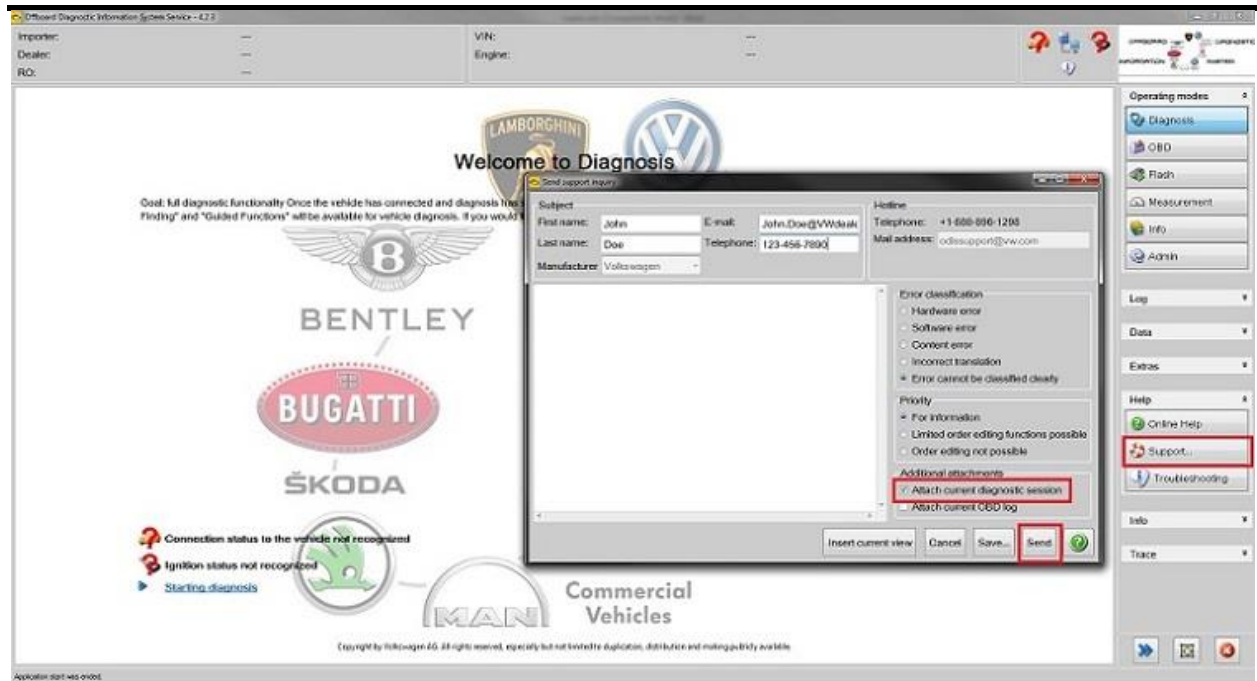 Offboard Diagnostic Information System Service - 4.2.3
Importer: --- VIN: ---
Dealer: --- Engine: ---
RO: ---
LAMBORGHINI
Welcome to Diagnosis
Goal: full diagnostic functionality Once the vehicle has connected and diagnosis has
Finding" and "Guided Functions" will be available for vehicle diagnosis. If you would
BENTLEY
BUGATTI
ŠKODA
Connection status to the vehicle not recognized
Ignition status not recognized
Starting diagnosis
MAN
Commercial
Vehicles
Copyright by Volkswagen AG. All rights reserved, especially but not limited to duplication, distribution and making publicly available.
Application start was ended.
Send support inquiry
Subject
First name: John E-mail: John.Doe@VWdeale
Last name: Doe Telephone: 123-456-7890
Manufacturer Volkswagen
Hotline
Telephone: +1-888-896-1298
Mail address: odissupport@vw.com
Error classification
Hardware error
Software error
Content error
Incorrect translation
Error cannot be classified clearly
Priority
For information
Limited order editing functions possible
Order editing not possible
Additional attachments
Attach current diagnostic session
Attach current OBD log
Insert current view Cancel Save... Send
Operating modes
Diagnosis
OBD
Flash
Measurement
Info
Admin
Log
Data
Extras
Help
Online Help
Support...
Troubleshooting
Info
Trace